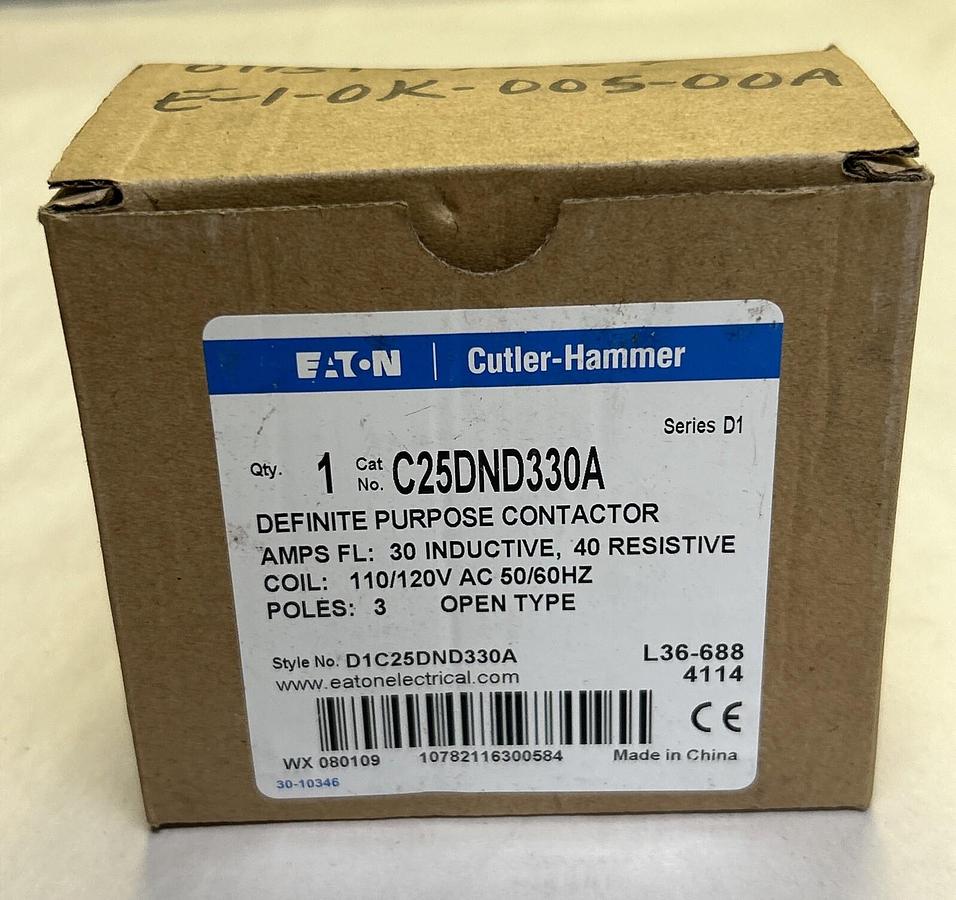 E-1-OK-005-00A
EATON | Cutler-Hammer
Series D1
Qty. 1 Cat No. C25DND330A
DEFINITE PURPOSE CONTACTOR
AMPS FL: 30 INDUCTIVE, 40 RESISTIVE
COIL: 110/120V AC 50/60HZ
POLES: 3 OPEN TYPE
Style No. D1C25DND330A L36-688
www.eatonelectrical.com 4114
CE
WX 080109 10782116300584 Made in China
30-10346